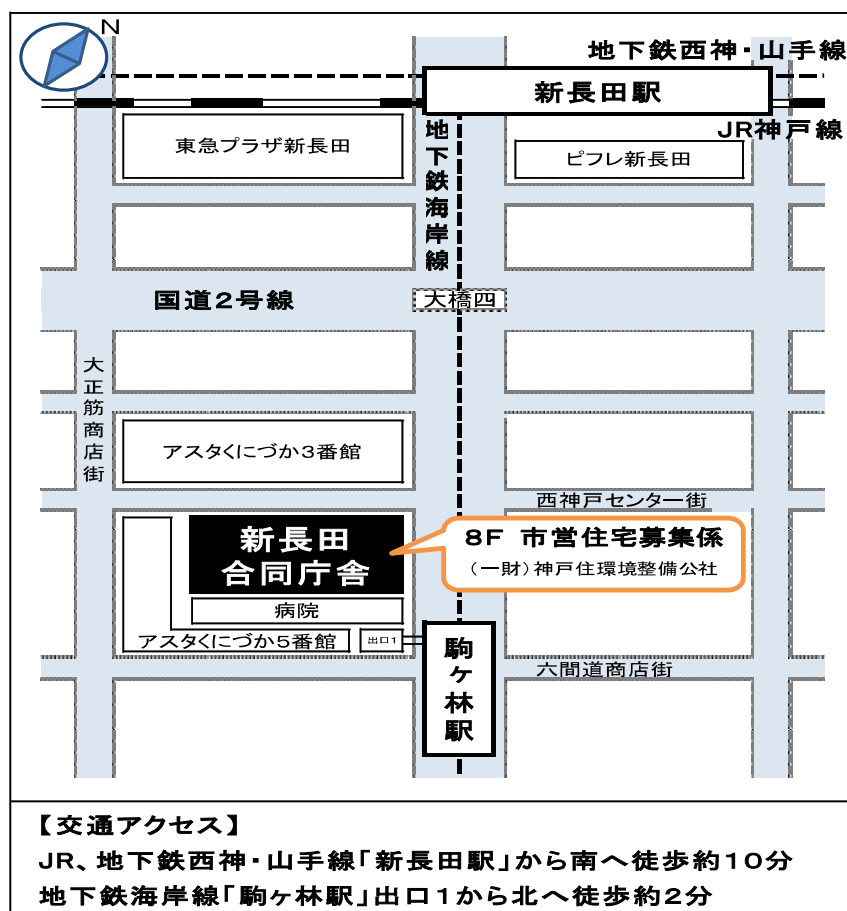 N
地下鉄西神・山手線
新長田駅
JR神戸線
東急プラザ新長田
地下鉄海岸線
ピフレ新長田
国道2号線
大橋四
大正筋商店街
アスタくにづか3番館
西神戸センター街
新長田
合同庁舎
8F 市営住宅募集係
(一財)神戸住環境整備公社
病院
アスタくにづか5番館
出口1
駒ヶ林駅
六間道商店街
【交通アクセス】
JR、地下鉄西神・山手線「新長田駅」から南へ徒歩約10分
地下鉄海岸線「駒ヶ林駅」出口1から北へ徒歩約2分